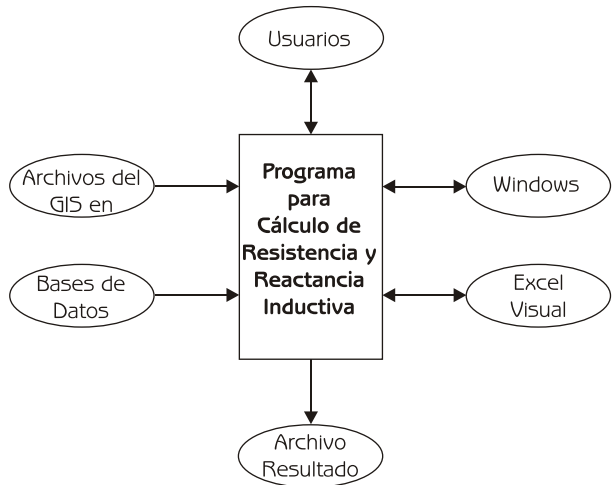 Usuarios
Archivos del
GIS en
Programa
para
Cálculo de
Resistencia y
Reactancia
Inductiva
Windows
Bases de
Datos
Excel
Visual
Archivo
Resultado